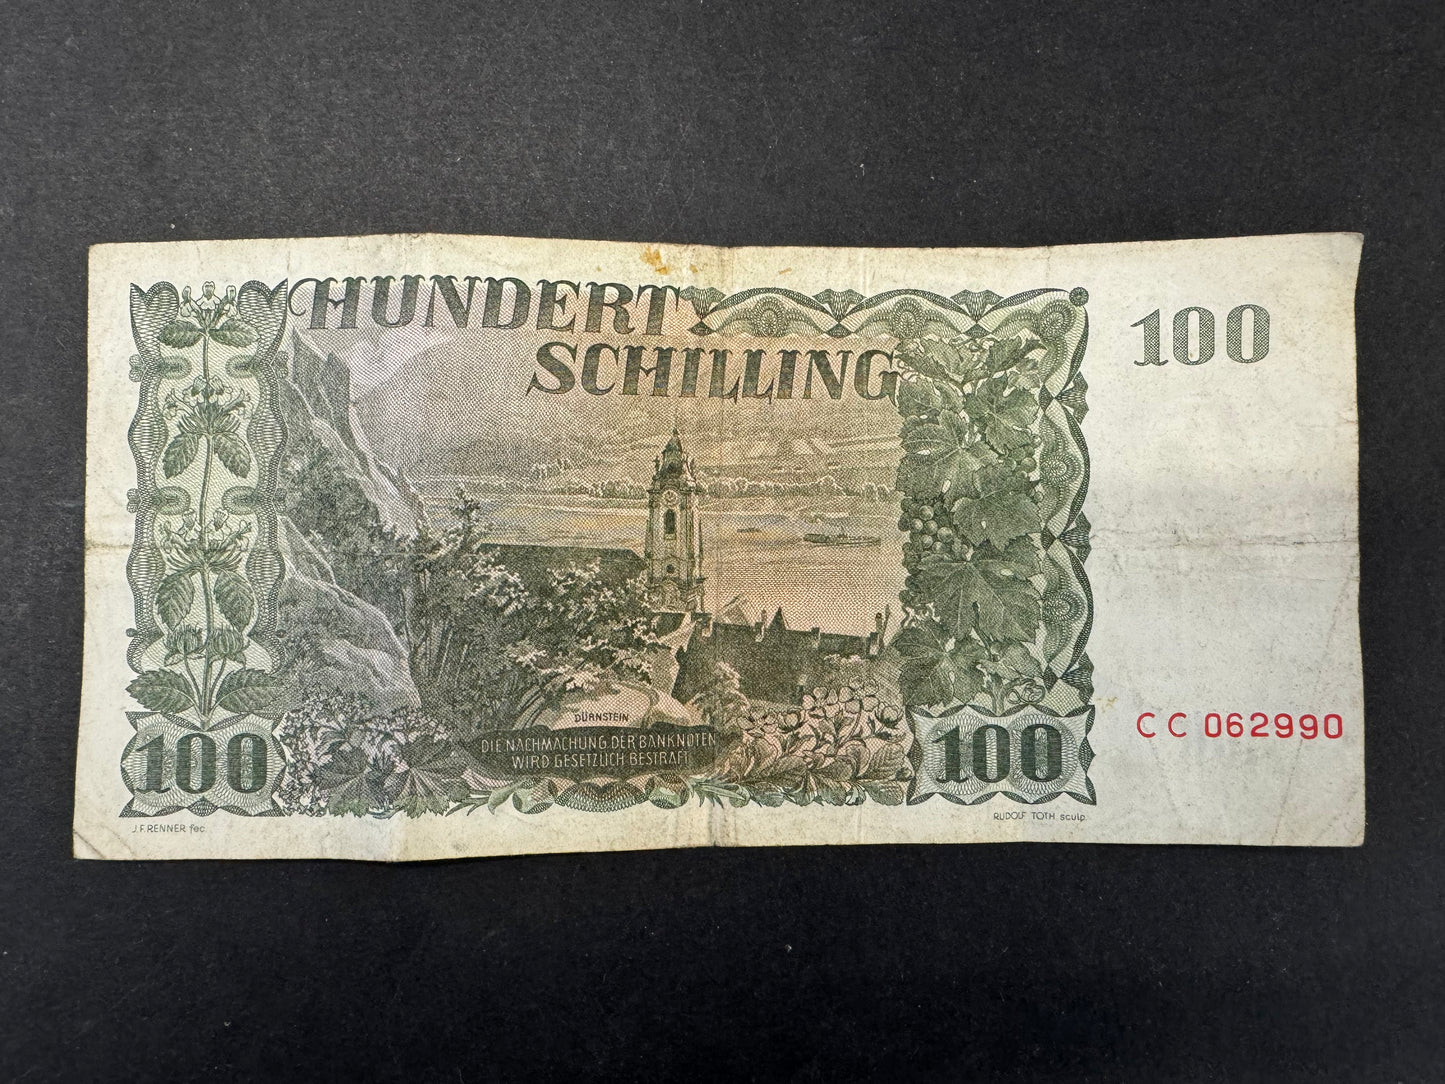 HUNDERT
SCHILLING
100
DÜRNSTEIN
DIE NACHMACHUNG DER BANKNOTEN
WIRD GESETZLICH BESTRAFT
CC 062990
100
100
J.F. RENNER fec.
RUDOLF TOTH sculp.